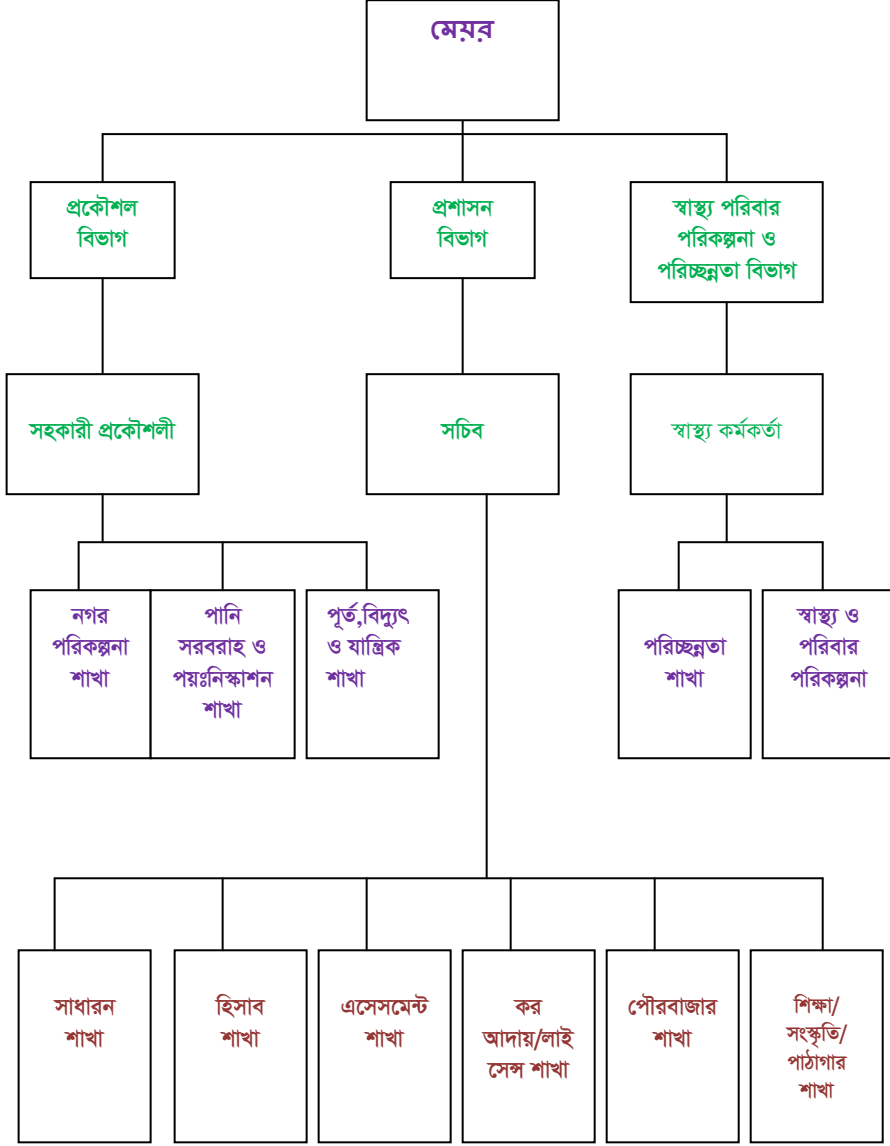 মেয়র
প্রকৌশল
বিভাগ
প্রশাসন
বিভাগ
স্বাস্থ্য পরিবার
পরিকল্পনা ও
পরিচ্ছন্নতা বিভাগ
সহকারী প্রকৌশলী
সচিব
স্বাস্থ্য কর্মকর্তা
নগর
পরিকল্পনা
শাখা
পানি
সরবরাহ ও
পয়ঃনিস্কাশন
শাখা
পূর্ত,বিদ্যুৎ
ও যান্ত্রিক
শাখা
পরিচ্ছন্নতা
শাখা
স্বাস্থ্য ও
পরিবার
পরিকল্পনা
সাধারন
শাখা
হিসাব
শাখা
এসেসমেন্ট
শাখা
কর
আদায়/লাই
সেন্স শাখা
পৌরবাজার
শাখা
শিক্ষা/
সংস্কৃতি/
পাঠাগার
শাখা